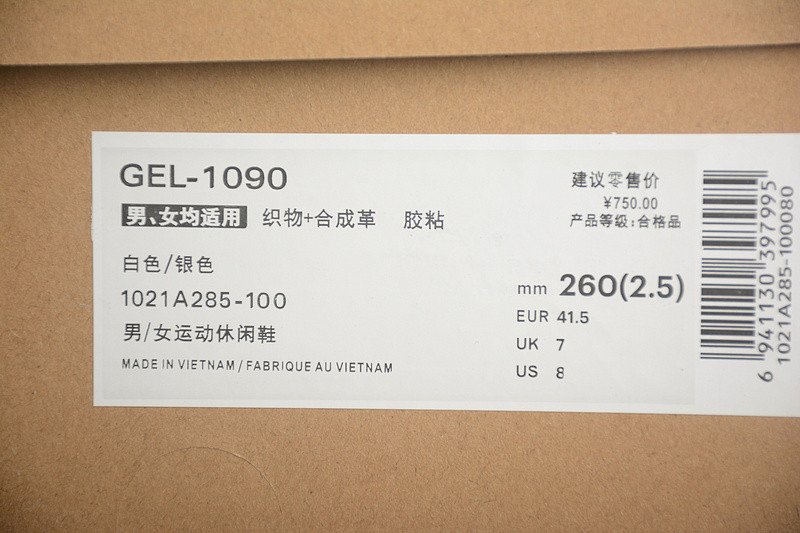 GEL-1090
男、女均适用 织物+合成革 胶粘
白色/银色
1021A285-100
男/女运动休闲鞋
MADE IN VIETNAM / FABRIQUE AU VIETNAM
建议零售价
¥750.00
产品等级:合格品
mm 260(2.5)
EUR 41.5
UK 7
US 8
6 941130 397995
1021A285-100080